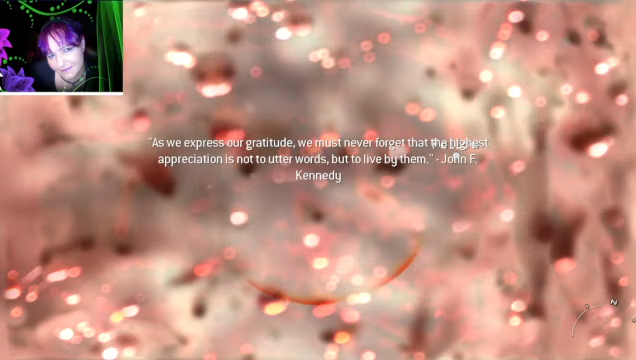 "As we express our gratitude, we must never forget that the highest
appreciation is not to utter words, but to live by them." - John F.
Kennedy
N